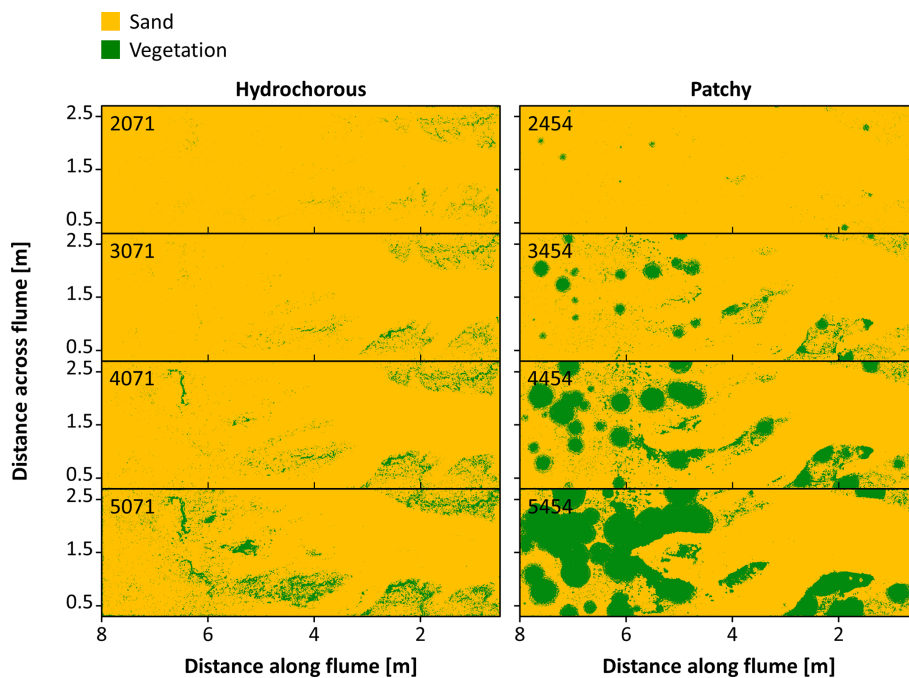 Sand
Vegetation
Hydrochorous
Patchy
Distance across flume [m]
2.5
1.5
0.5
2071
2454
2.5
1.5
0.5
3071
3454
2.5
1.5
0.5
4071
4454
2.5
1.5
0.5
5071
5454
8 6 4 2
8 6 4 2
Distance along flume [m]
Distance along flume [m]